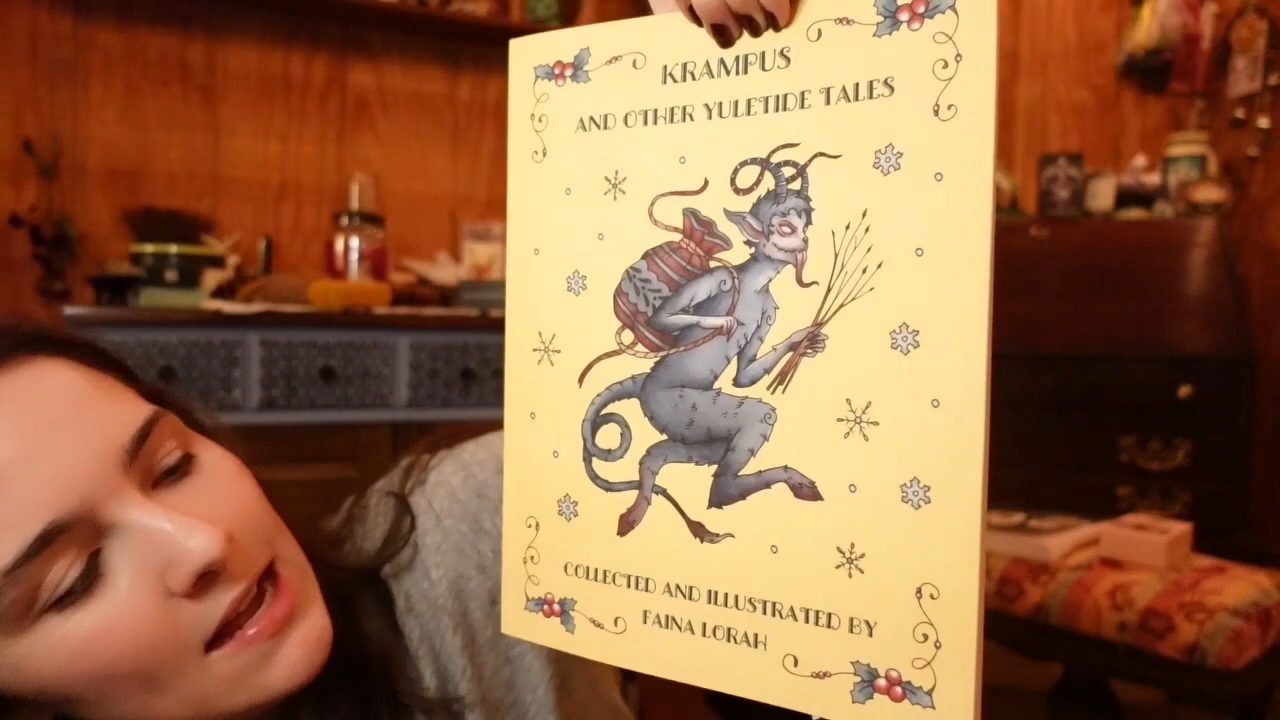 KRAMPUS
AND OTHER YULETIDE TALES
COLLECTED AND ILLUSTRATED BY
FAINA LORAH